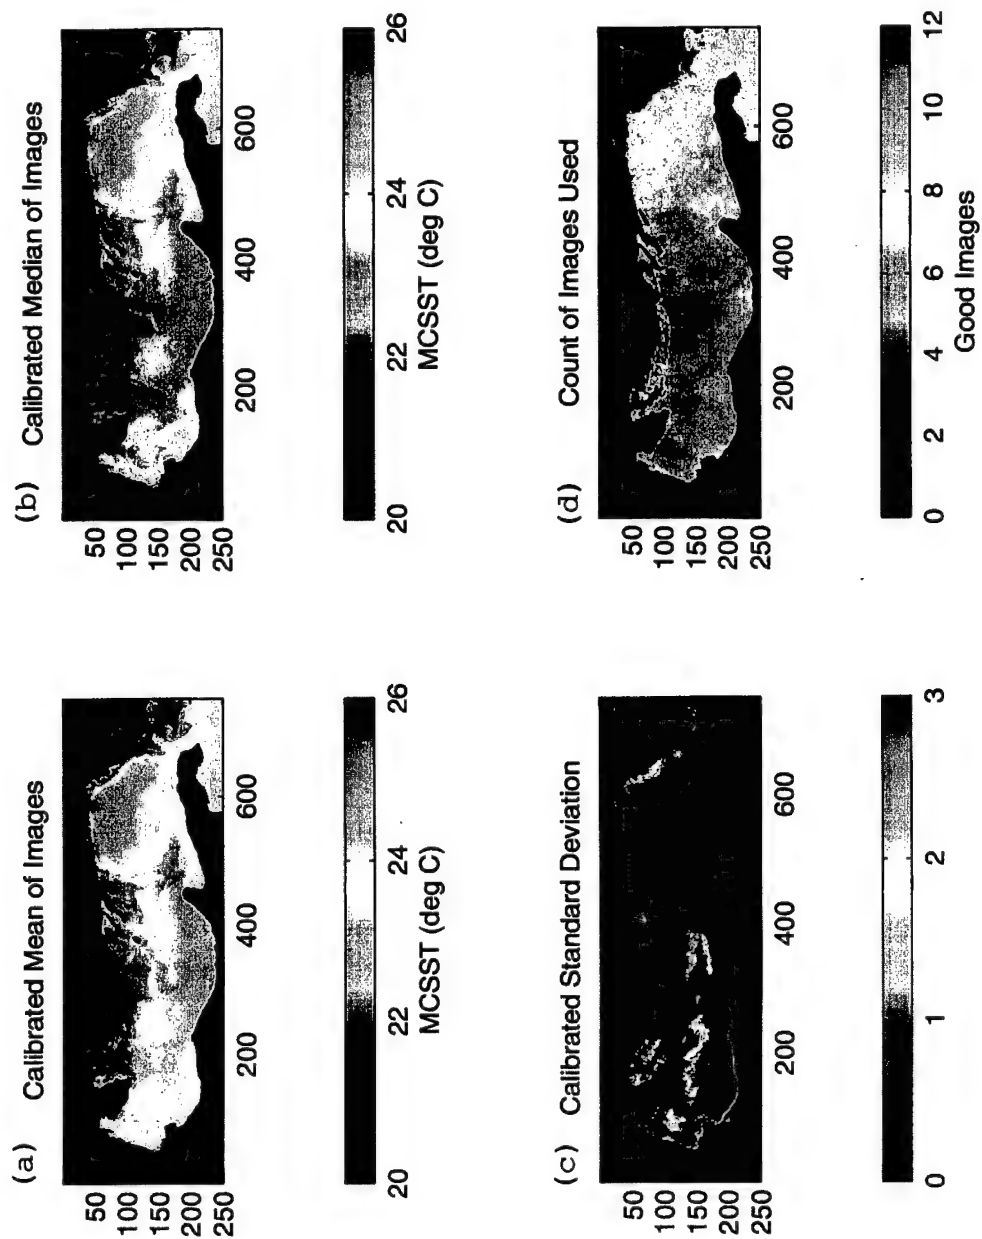 (a) Calibrated Mean of Images
50
100
150
200
250
200 400 600
20 22 24 26
MCSST (deg C)
(b) Calibrated Median of Images
50
100
150
200
250
200 400 600
20 22 24 26
MCSST (deg C)
(c) Calibrated Standard Deviation
50
100
150
200
250
200 400 600
0 1 2 3
(d) Count of Images Used
50
100
150
200
250
200 400 600
0 2 4 6 8 10 12
Good Images